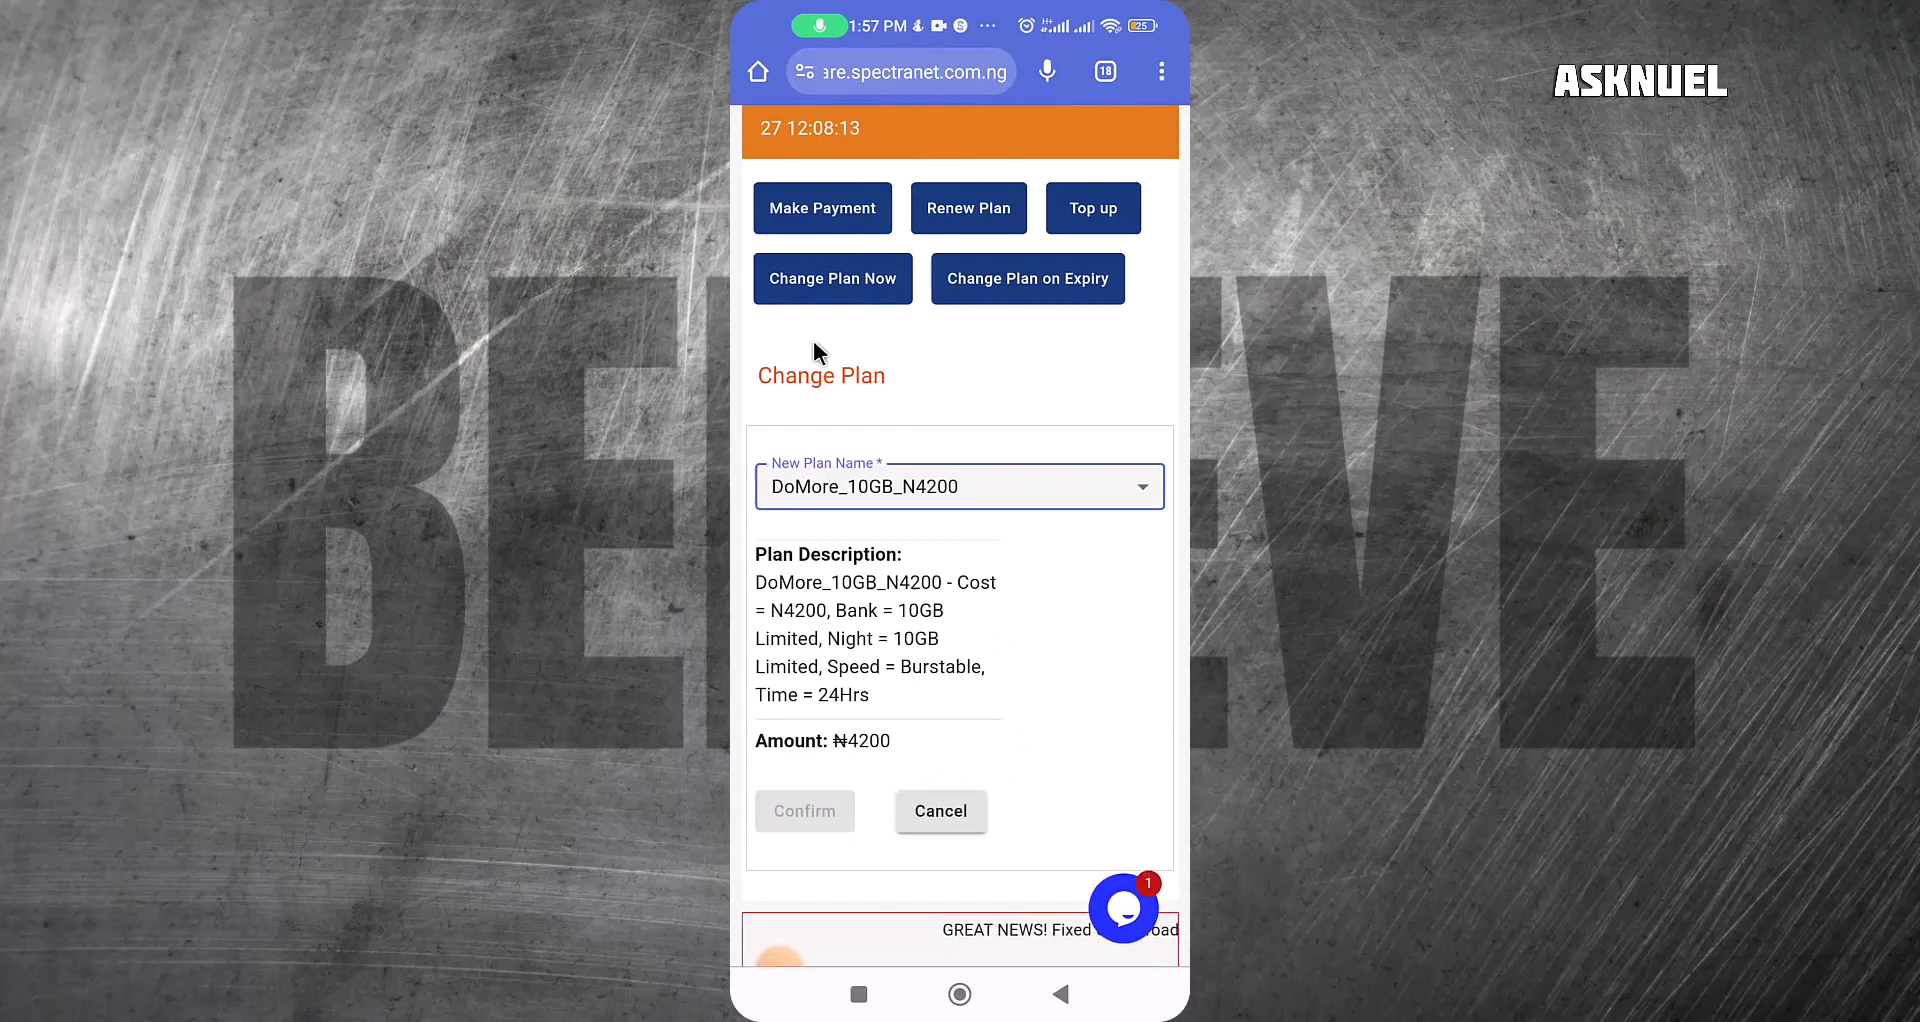 1:57 PM
25
are.spectranet.com.ng
18
ASKNUEL
27 12:08:13
Make Payment
Renew Plan
Top up
Change Plan Now
Change Plan on Expiry
Change Plan
New Plan Name *
DoMore_10GB_N4200
Plan Description:
DoMore_10GB_N4200 - Cost
= N4200, Bank = 10GB
Limited, Night = 10GB
Limited, Speed = Burstable,
Time = 24Hrs
Amount: ₦4200
Confirm
Cancel
1
GREAT NEWS! Fixed